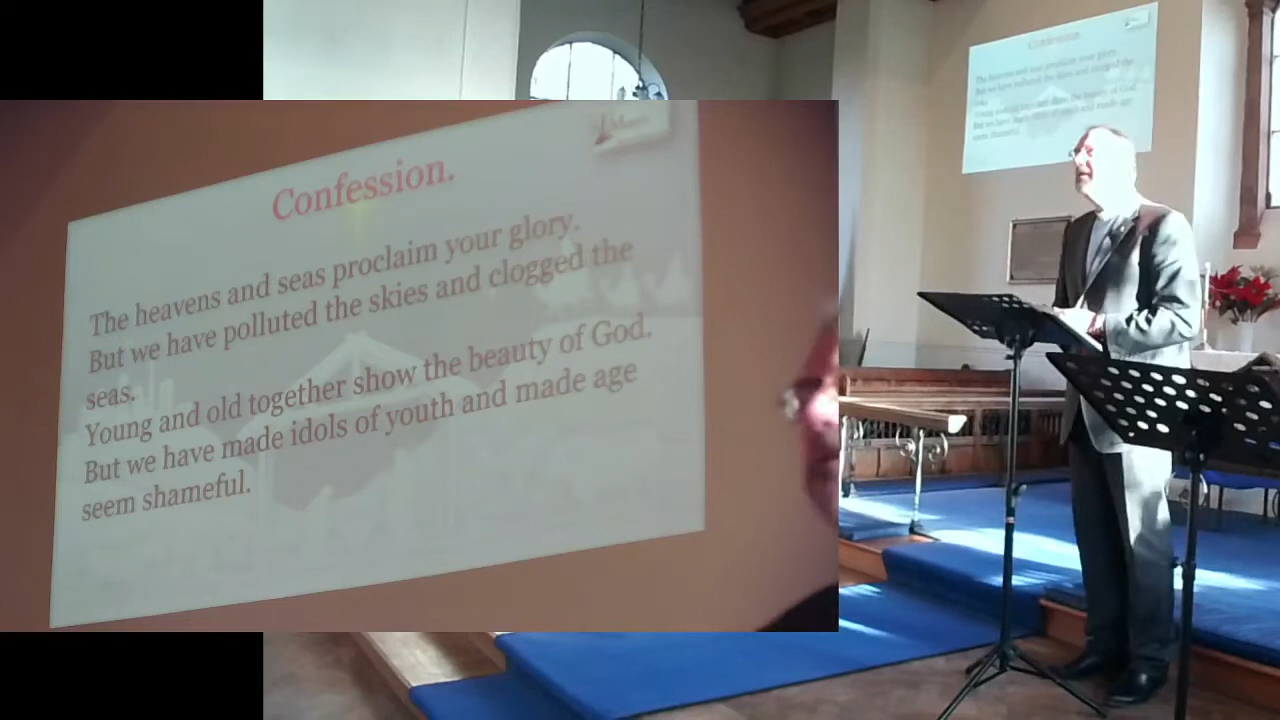 Confession.
The heavens and seas proclaim your glory.
But we have polluted the skies and clogged the
seas.
Young and old together show the beauty of God.
But we have made idols of youth and made age
seem shameful.